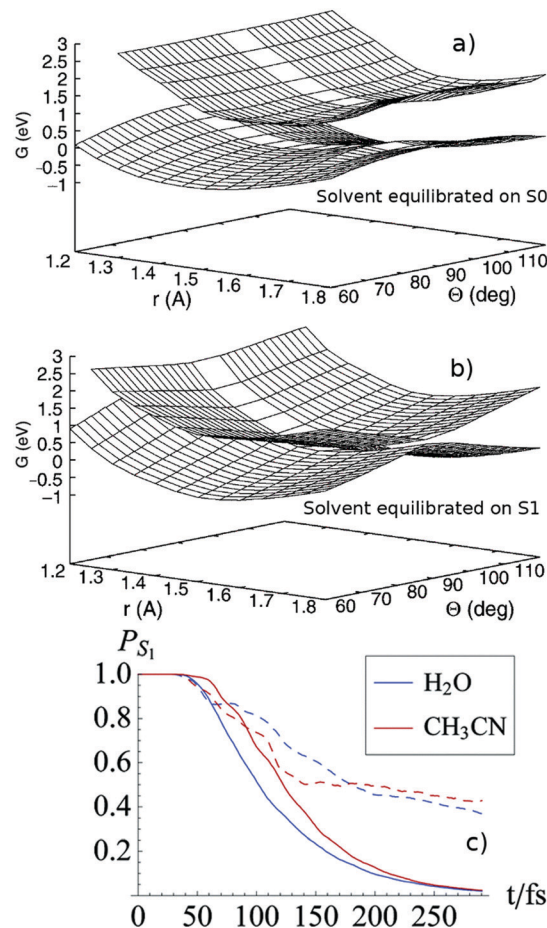 a)
3
2.5
2
1.5
1
0.5
0
−0.5
−1
G (eV)
Solvent equilibrated on S0
1.2 1.3 1.4 1.5 1.6 1.7 1.8
r (A)
60 70 80 90 100 110
Θ (deg)
b)
3
2.5
2
1.5
1
0.5
0
−0.5
−1
G (eV)
Solvent equilibrated on S1
1.2 1.3 1.4 1.5 1.6 1.7 1.8
r (A)
60 70 80 90 100 110
Θ (deg)
P_{S_1}
1.0
0.8
0.6
0.4
0.2
H₂O
CH₃CN
c)
0 50 100 150 200 250
t/fs